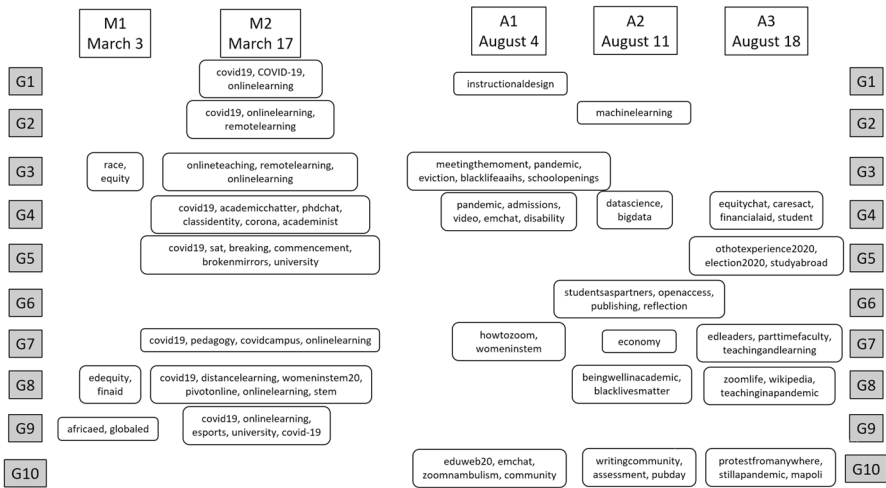 M1
March 3
M2
March 17
A1
August 4
A2
August 11
A3
August 18
G1
covid19, COVID-19,
onlinelearning
instructionaldesign
G1
G2
covid19, onlinelearning,
remotelearning
machinelearning
G2
G3
race,
equity
onlineteaching, remotelearning,
onlinelearning
meetingthemoment, pandemic,
eviction, blacklifeaaihs, schoolopenings
G3
G4
covid19, academicchatter, phdchat,
classidentity, corona, academinist
pandemic, admissions,
video, emchat, disability
datascience,
bigdata
equitychat, caresact,
financialaid, student
G4
G5
covid19, sat, breaking, commencement,
brokenmirrors, university
othotexperience2020,
election2020, studyabroad
G5
G6
studentsaspartners, openaccess,
publishing, reflection
G6
G7
covid19, pedagogy, covidcampus, onlinelearning
howtozoom,
womeninstem
economy
edleaders, parttimefaculty,
teachingandlearning
G7
G8
edequity,
finaid
covid19, distancelearning, womeninstem20,
pivotonline, onlinelearning, stem
beingwellinacademic,
blacklivesmatter
zoomlife, wikipedia,
teachinginapandemic
G8
G9
africaed, globaled
covid19, onlinelearning,
esports, university, covid-19
G9
G10
eduweb20, emchat,
zoomnambulism, community
writingcommunity,
assessment, pubday
protestfromanywhere,
stillapandemic, mapoli
G10